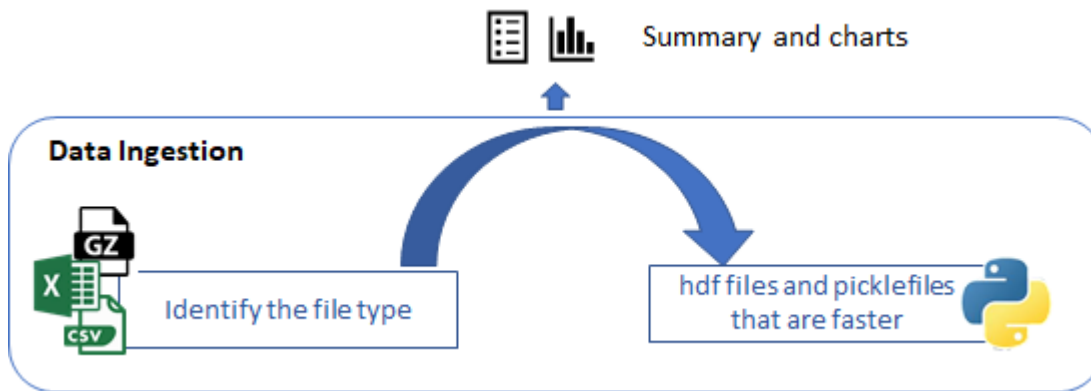 Summary and charts
Data Ingestion
GZ
X
CSV
Identify the file type
hdf files and picklefiles
that are faster